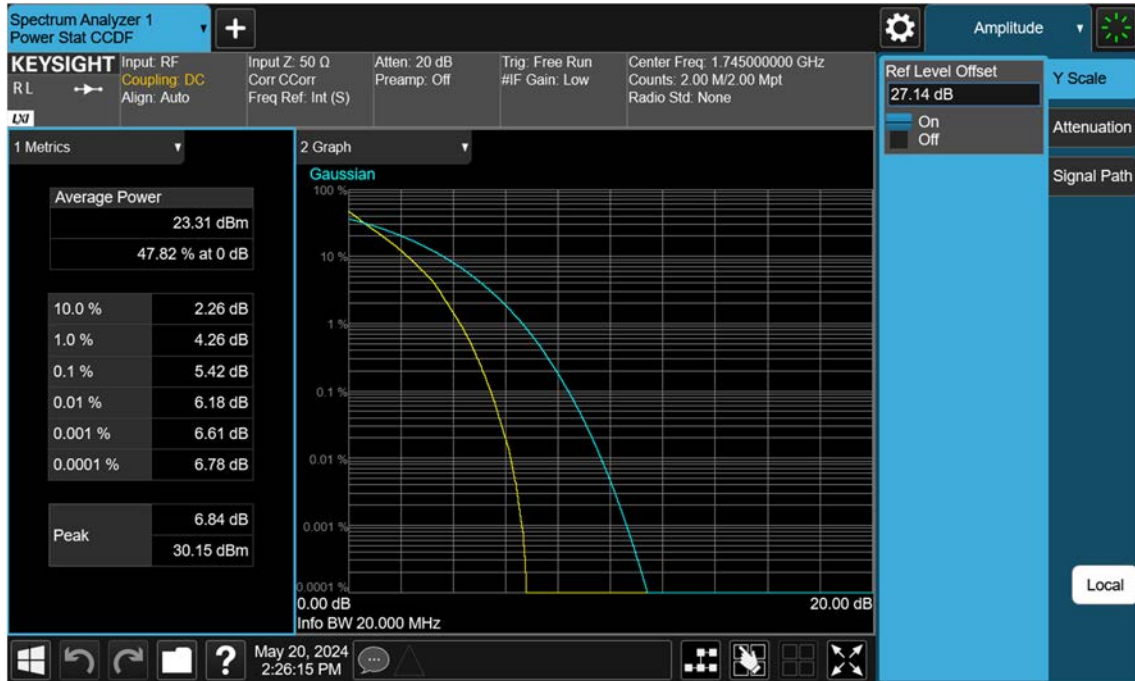 Spectrum Analyzer 1
Power Stat CCDF
+
Amplitude
KEYSIGHT
R L
LXI
Input: RF
Coupling: DC
Align: Auto
Input Z: 50 Ω
Corr CCorr
Freq Ref: Int (S)
Atten: 20 dB
Preamp: Off
Trig: Free Run
#IF Gain: Low
Center Freq: 1.745000000 GHz
Counts: 2.00 M/2.00 Mpt
Radio Std: None
Ref Level Offset
27.14 dB
On
Off
Y Scale
Attenuation
Signal Path
Local
1 Metrics
Average Power
23.31 dBm
47.82 % at 0 dB
10.0 % 2.26 dB
1.0 % 4.26 dB
0.1 % 5.42 dB
0.01 % 6.18 dB
0.001 % 6.61 dB
0.0001 % 6.78 dB
Peak
6.84 dB
30.15 dBm
2 Graph
Gaussian
100 %
10 %
1 %
0.1 %
0.01 %
0.001 %
0.0001 %
0.00 dB 20.00 dB
Info BW 20.000 MHz
?
May 20, 2024
2:26:15 PM